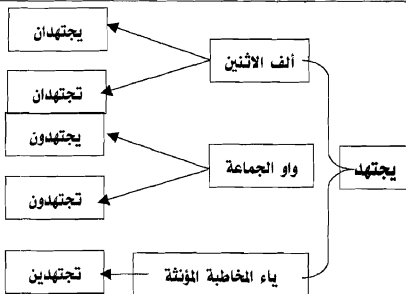 يجتهد
ألف الاثنين
يجتهدان
تجتهدان
واو الجماعة
يجتهدون
تجتهدون
ياء المخاطبة المؤنثة
تجتهدين